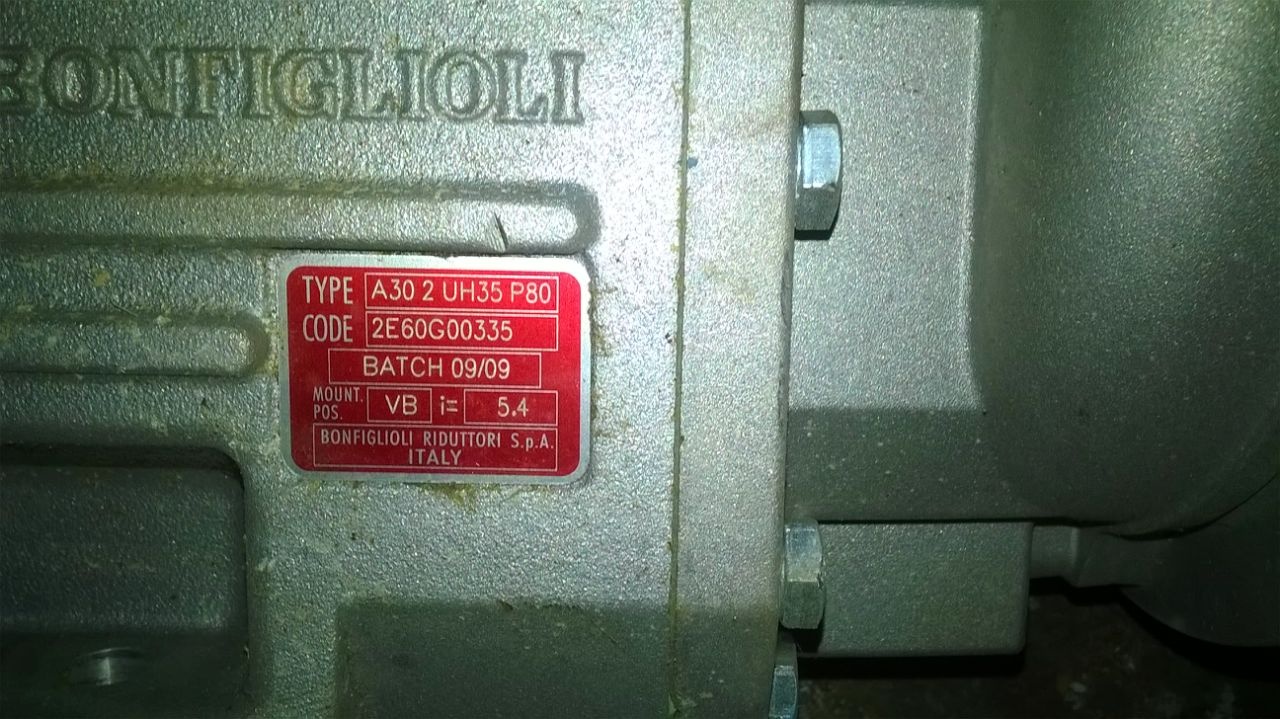 BONFIGLIOLI
TYPE A30 2 UH35 P80
CODE 2E60G00335
BATCH 09/09
MOUNT. POS. VB i= 5.4
BONFIGLIOLI RIDUTTORI S.p.A.
ITALY